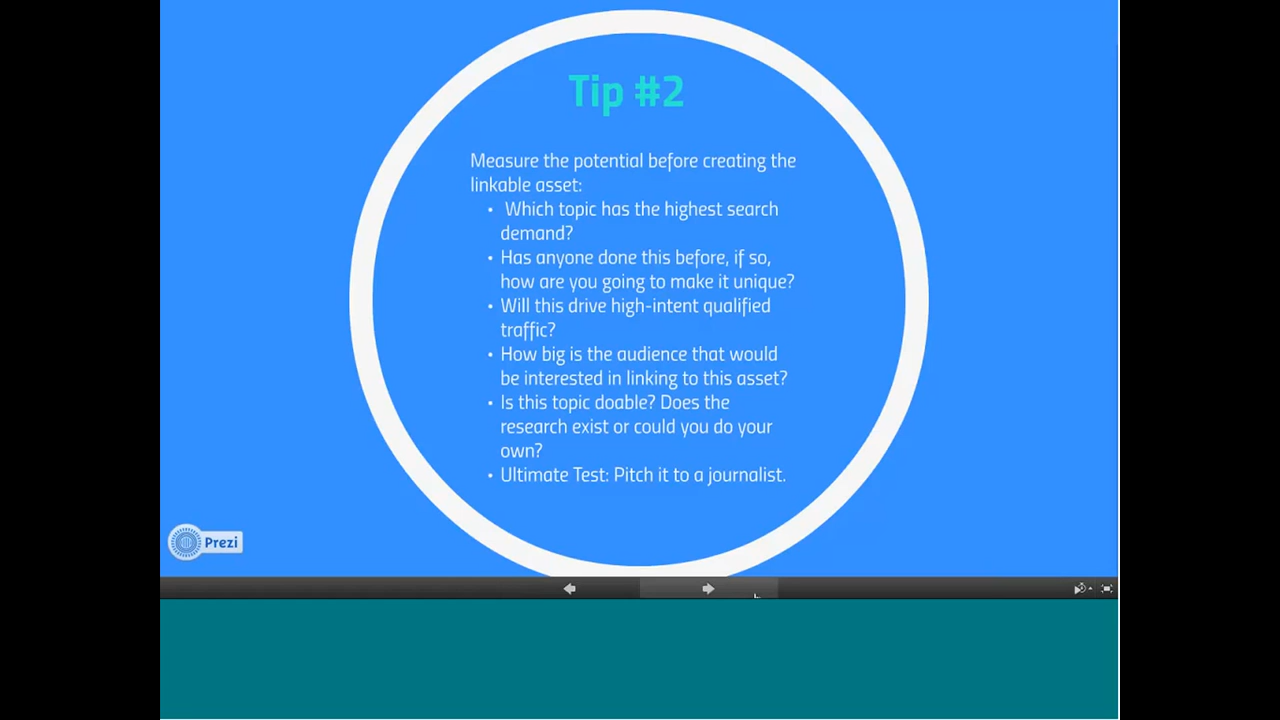 Tip #2
Measure the potential before creating the
linkable asset:
• Which topic has the highest search
demand?
• Has anyone done this before, if so,
how are you going to make it unique?
• Will this drive high-intent qualified
traffic?
• How big is the audience that would
be interested in linking to this asset?
• Is this topic doable? Does the
research exist or could you do your
own?
• Ultimate Test: Pitch it to a journalist.
Prezi